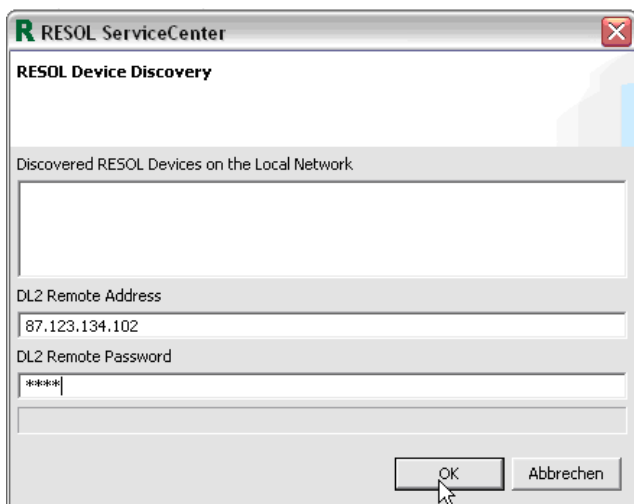 RESOL ServiceCenter
RESOL Device Discovery
Discovered RESOL Devices on the Local Network
DL2 Remote Address
87.123.134.102
DL2 Remote Password
****
OK
Abbrechen